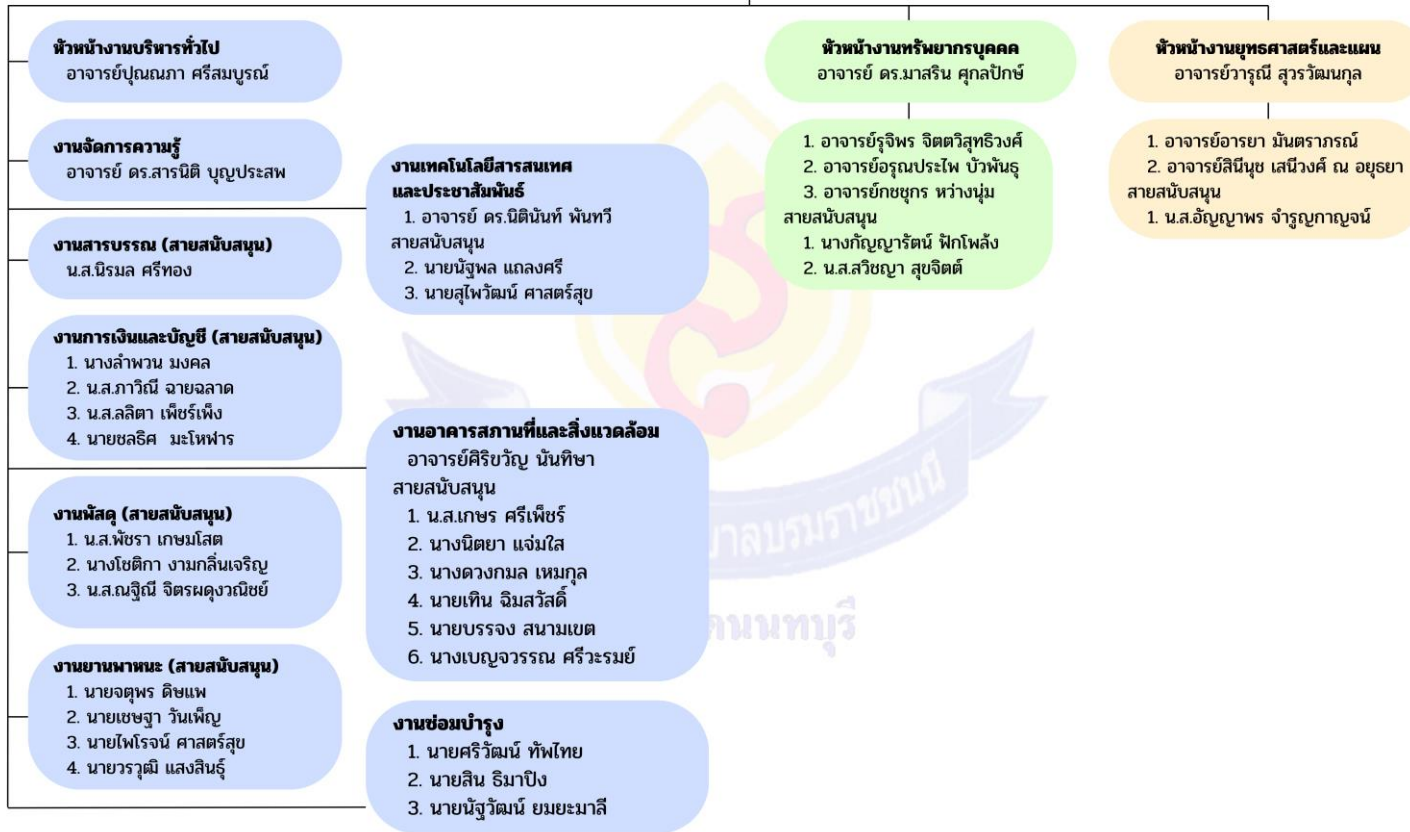 หัวหน้างานบริหารทั่วไป
อาจารย์ปุณณภา ศรีสมบูรณ์
งานจัดการความรู้
อาจารย์ ดร.สารนิติ บุญประสพ
งานสารบรรณ (สายสนับสนุน)
น.ส.นิรมล ศรีทอง
งานการเงินและบัญชี (สายสนับสนุน)
1. นางลำพวน มงคล
2. น.ส.ภาวิณี ฉายฉลาด
3. น.ส.ลลิตา เพ็ชร์เพ็ง
4. นายชลธิศ มะโหฬาร
งานพัสดุ (สายสนับสนุน)
1. น.ส.พัชรา เกษมโสต
2. นางโชติกา งามกลิ่นเจริญ
3. น.ส.ณฐิณี จิตรผดุงวณิชย์
งานยานพาหนะ (สายสนับสนุน)
1. นายจตุพร ดิษแพ
2. นายเชษฐา วันเพ็ญ
3. นายไพโรจน์ ศาสตร์สุข
4. นายวรวุฒิ แสงสินธุ์
งานเทคโนโลยีสารสนเทศ
และประชาสัมพันธ์
1. อาจารย์ ดร.นิตินันท์ พันทวี
สายสนับสนุน
2. นายนัฐพล แถลงศรี
3. นายสุไพวัฒน์ ศาสตร์สุข
งานอาคารสถานที่และสิ่งแวดล้อม
อาจารย์ศิริขวัญ นันทิษา
สายสนับสนุน
1. น.ส.เกษร ศรีเพ็ชร์
2. นางนิตยา แจ่มใส
3. นางดวงกมล เหมกุล
4. นายเทิน ฉิมสวัสดิ์
5. นายบรรจง สนามเขต
6. นางเบญจวรรณ ศรีวะรมย์
งานซ่อมบำรุง
1. นายศริวัฒน์ ทัพไทย
2. นายสิน ธิมาปิง
3. นายนัฐวัฒน์ ยมยะมาลี
หัวหน้างานทรัพยากรบุคคค
อาจารย์ ดร.มาสริน ศุกลปักษ์
1. อาจารย์รุจิพร จิตตวิสุทธิวงศ์
2. อาจารย์อรุณประไพ บัวพันธุ
3. อาจารย์กชชุกร หว่างนุ่ม
สายสนับสนุน
1. นางกัญญารัตน์ ฟักโพล้ง
2. น.ส.สวิชญา สุขจิตต์
หัวหน้างานยุทธศาสตร์และแผน
อาจารย์วารุณี สุวรวัฒนกุล
1. อาจารย์อารยา มันตราภรณ์
2. อาจารย์สินีนุช เสนีวงศ์ ณ อยุธยา
สายสนับสนุน
1. น.ส.อัญญาพร จำรูญกาญจน์
าลบรมราชชนนี
นนทบุรี